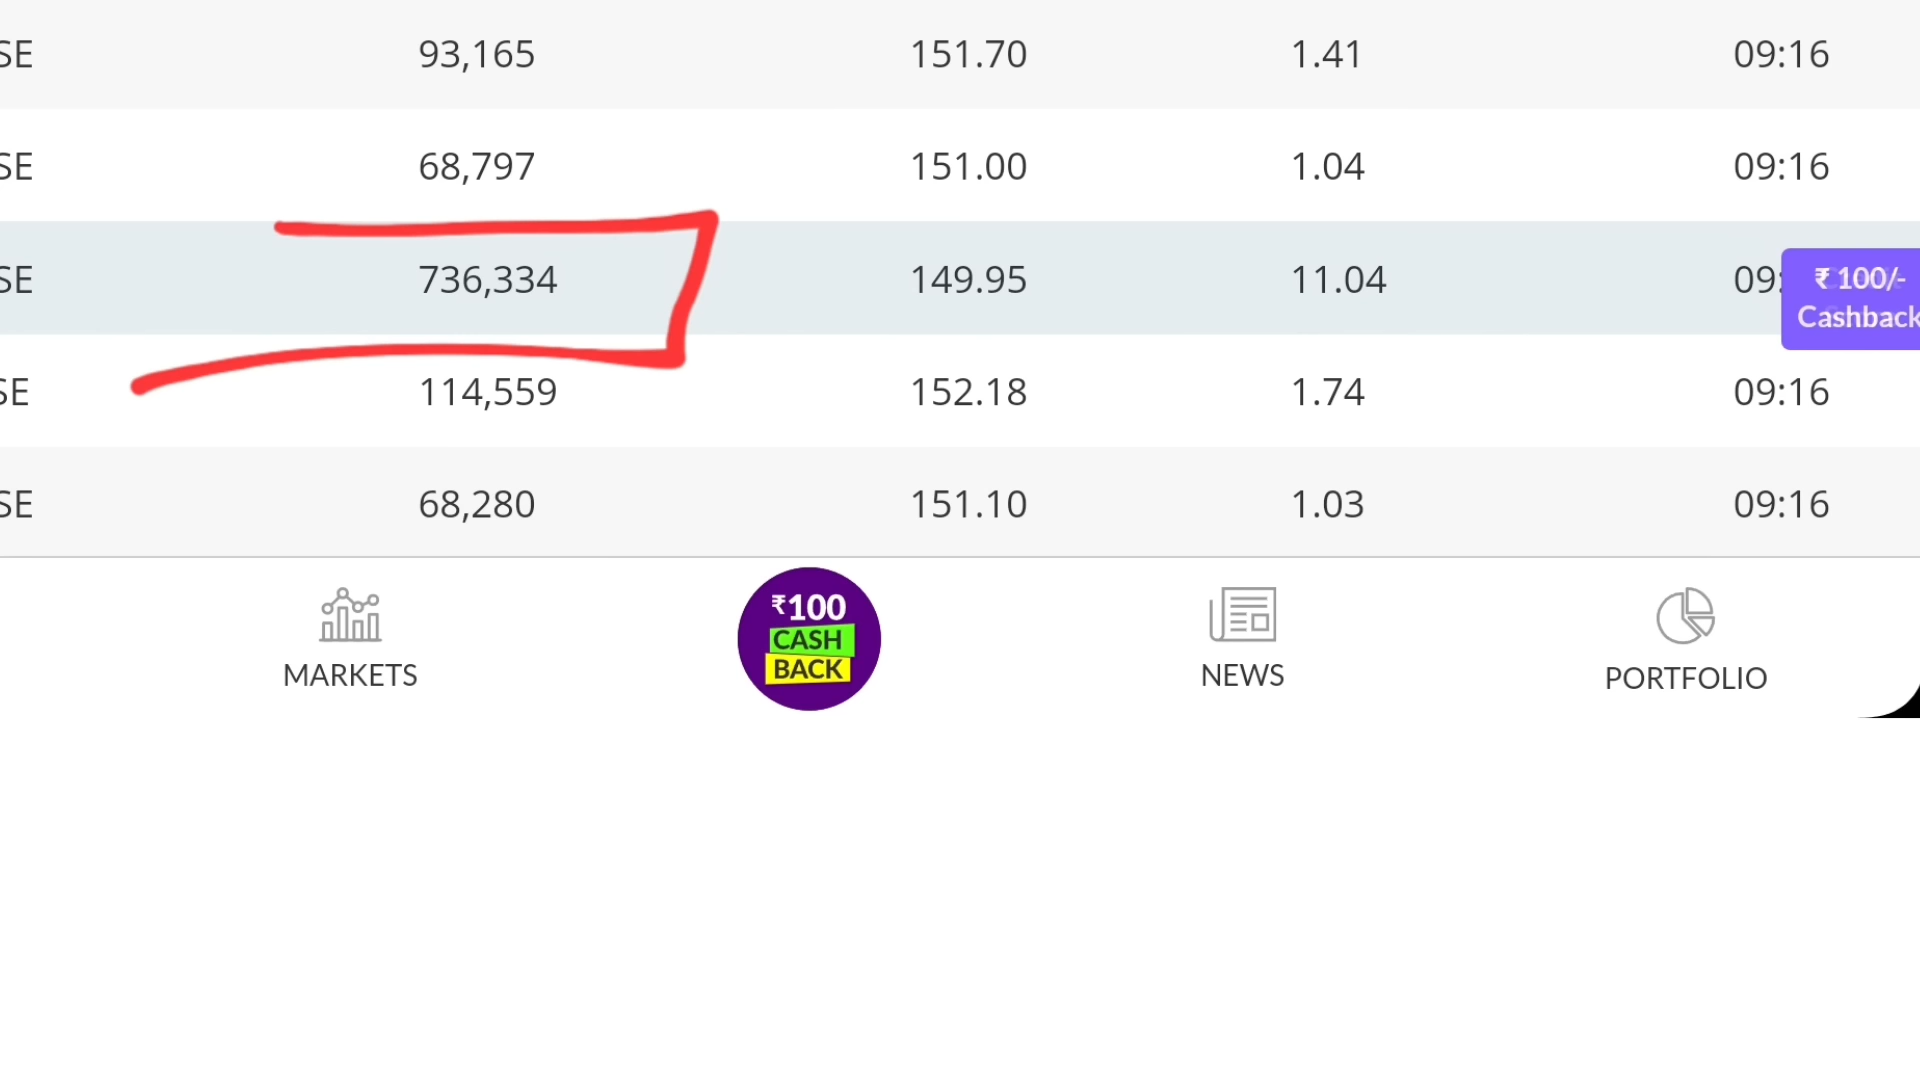 SE 93,165 151.70 1.41 09:16
SE 68,797 151.00 1.04 09:16
SE 736,334 149.95 11.04 09:
₹ 100/-
Cashback
SE 114,559 152.18 1.74 09:16
SE 68,280 151.10 1.03 09:16
₹100
CASH
BACK
MARKETS NEWS PORTFOLIO